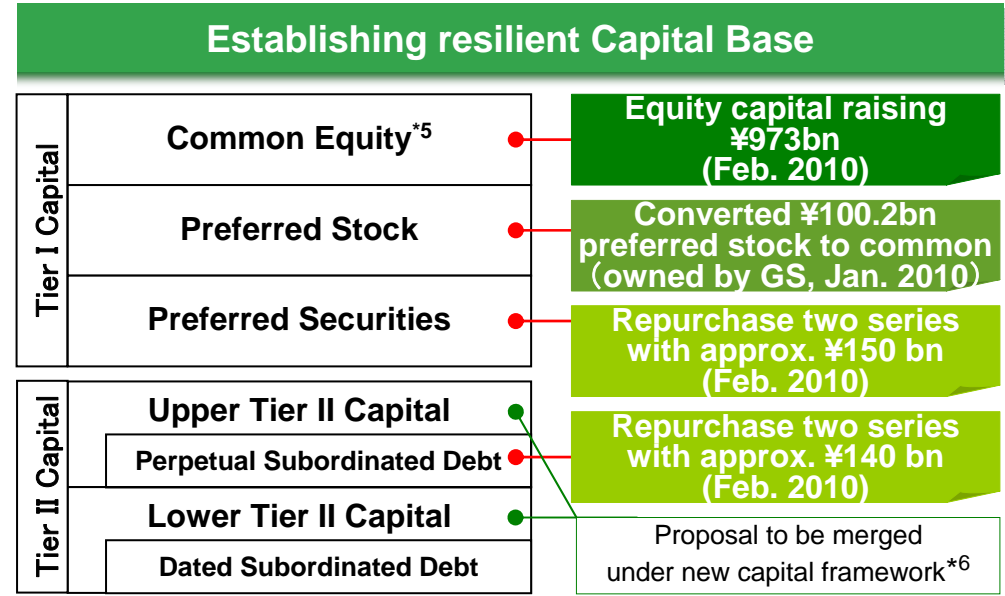 Establishing resilient Capital Base
Tier I Capital
Common Equity*5
Preferred Stock
Preferred Securities
Equity capital raising
¥973bn
(Feb. 2010)
Converted ¥100.2bn
preferred stock to common
（owned by GS, Jan. 2010）
Repurchase two series
with approx. ¥150 bn
(Feb. 2010)
Tier II Capital
Upper Tier II Capital
Perpetual Subordinated Debt
Lower Tier II Capital
Dated Subordinated Debt
Repurchase two series
with approx. ¥140 bn
(Feb. 2010)
Proposal to be merged
under new capital framework*6